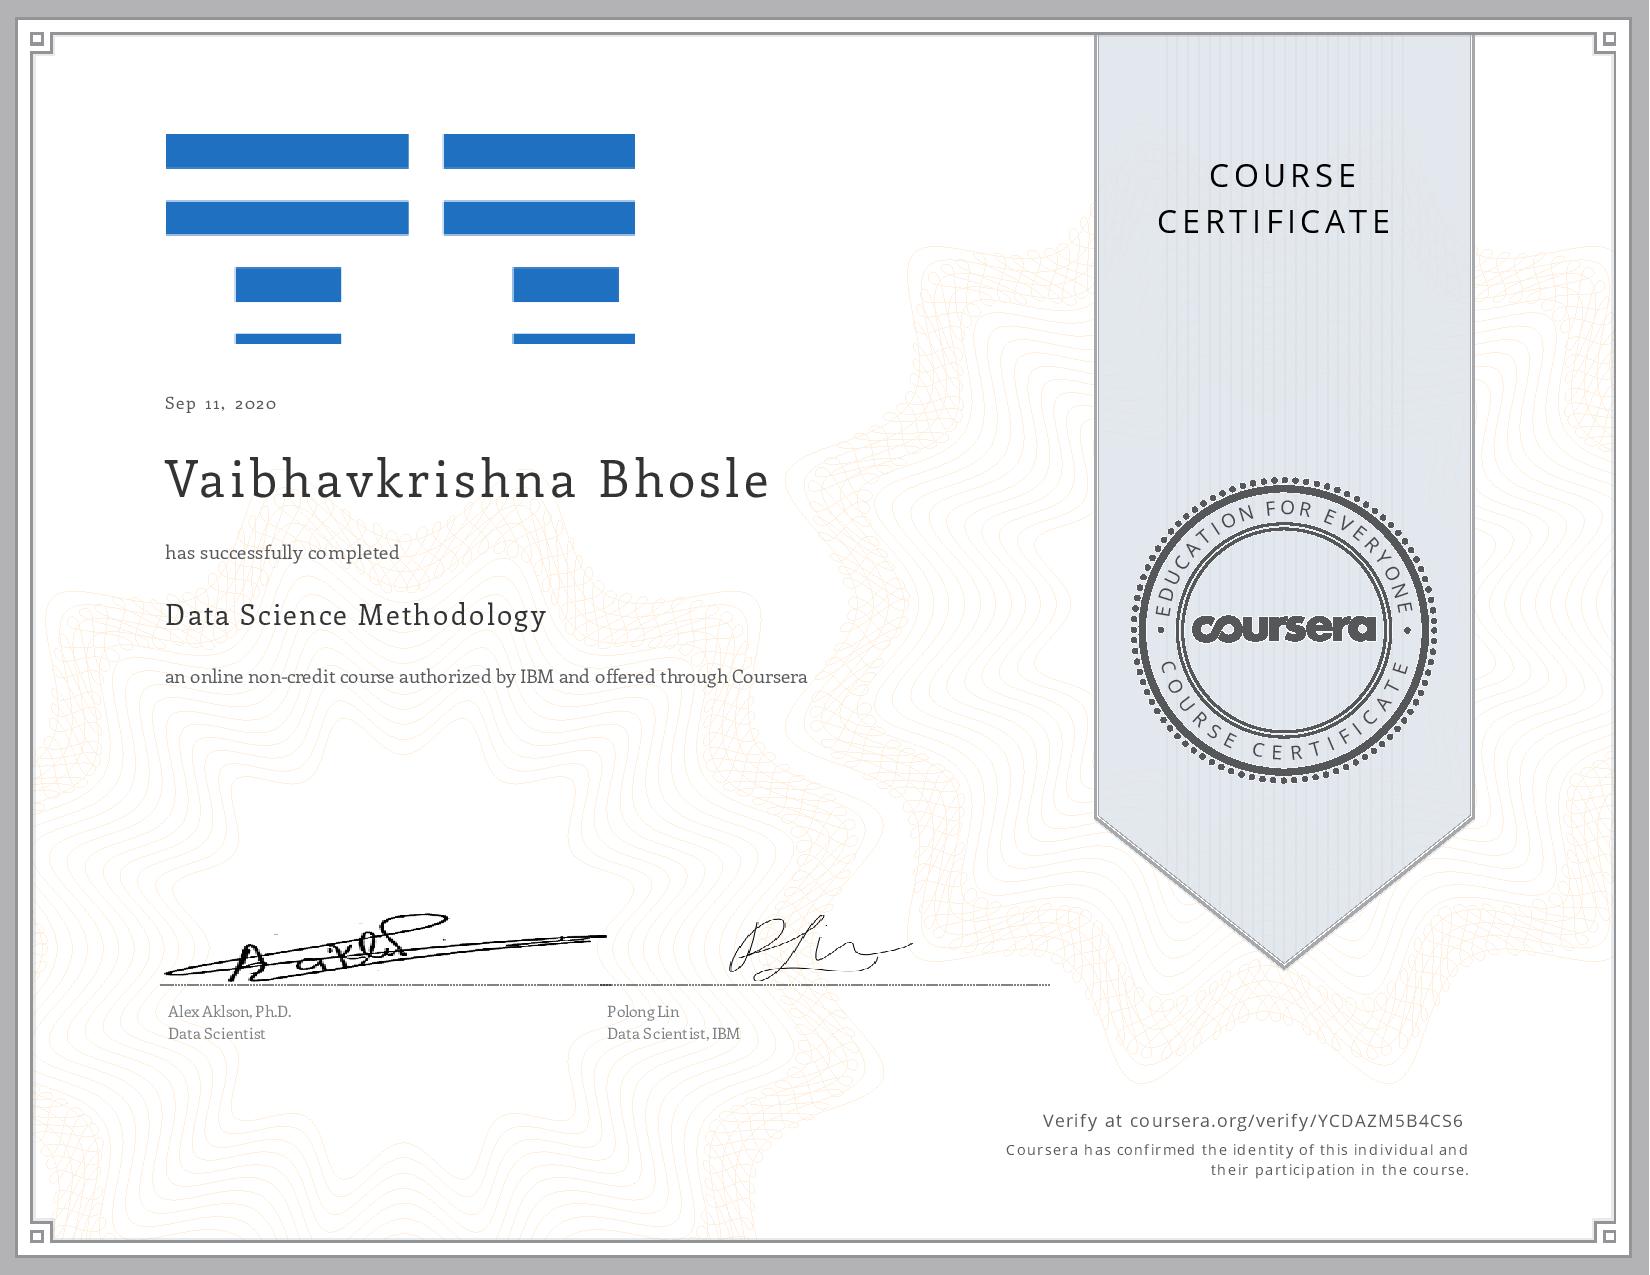 COURSE
CERTIFICATE
Sep 11, 2020
Vaibhavkrishna Bhosle
has successfully completed
Data Science Methodology
an online non-credit course authorized by IBM and offered through Coursera
EDUCATION FOR EVERYONE
coursera
COURSE CERTIFICATE
Alex Aklson, Ph.D.
Data Scientist
Polong Lin
Data Scientist, IBM
Verify at coursera.org/verify/YCDAZM5B4CS6
Coursera has confirmed the identity of this individual and
their participation in the course.